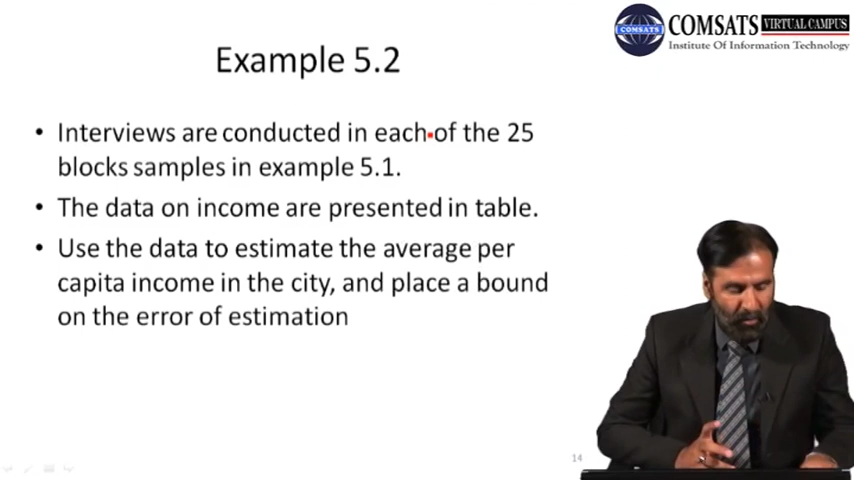 COMSATS VIRTUAL CAMPUS
COMSATS
Institute Of Information Technology
Example 5.2
• Interviews are conducted in each of the 25
blocks samples in example 5.1.
• The data on income are presented in table.
• Use the data to estimate the average per
capita income in the city, and place a bound
on the error of estimation
14